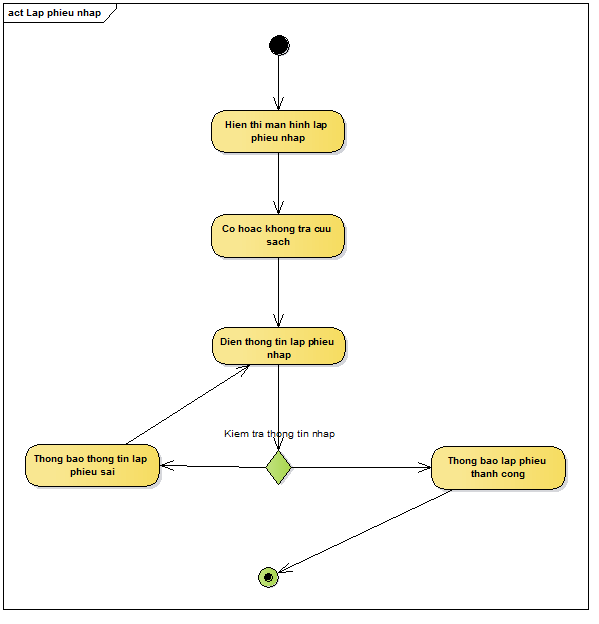 act Lap phieu nhap
Hien thi man hinh lap
phieu nhap
Co hoac khong tra cuu
sach
Dien thong tin lap phieu
nhap
Kiem tra thong tin nhap
Thong bao thong tin lap
phieu sai
Thong bao lap phieu
thanh cong